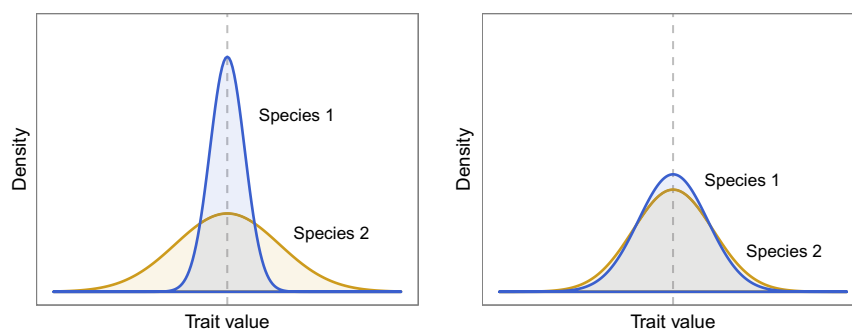 Density
Species 1
Species 2
Trait value
Density
Species 1
Species 2
Trait value